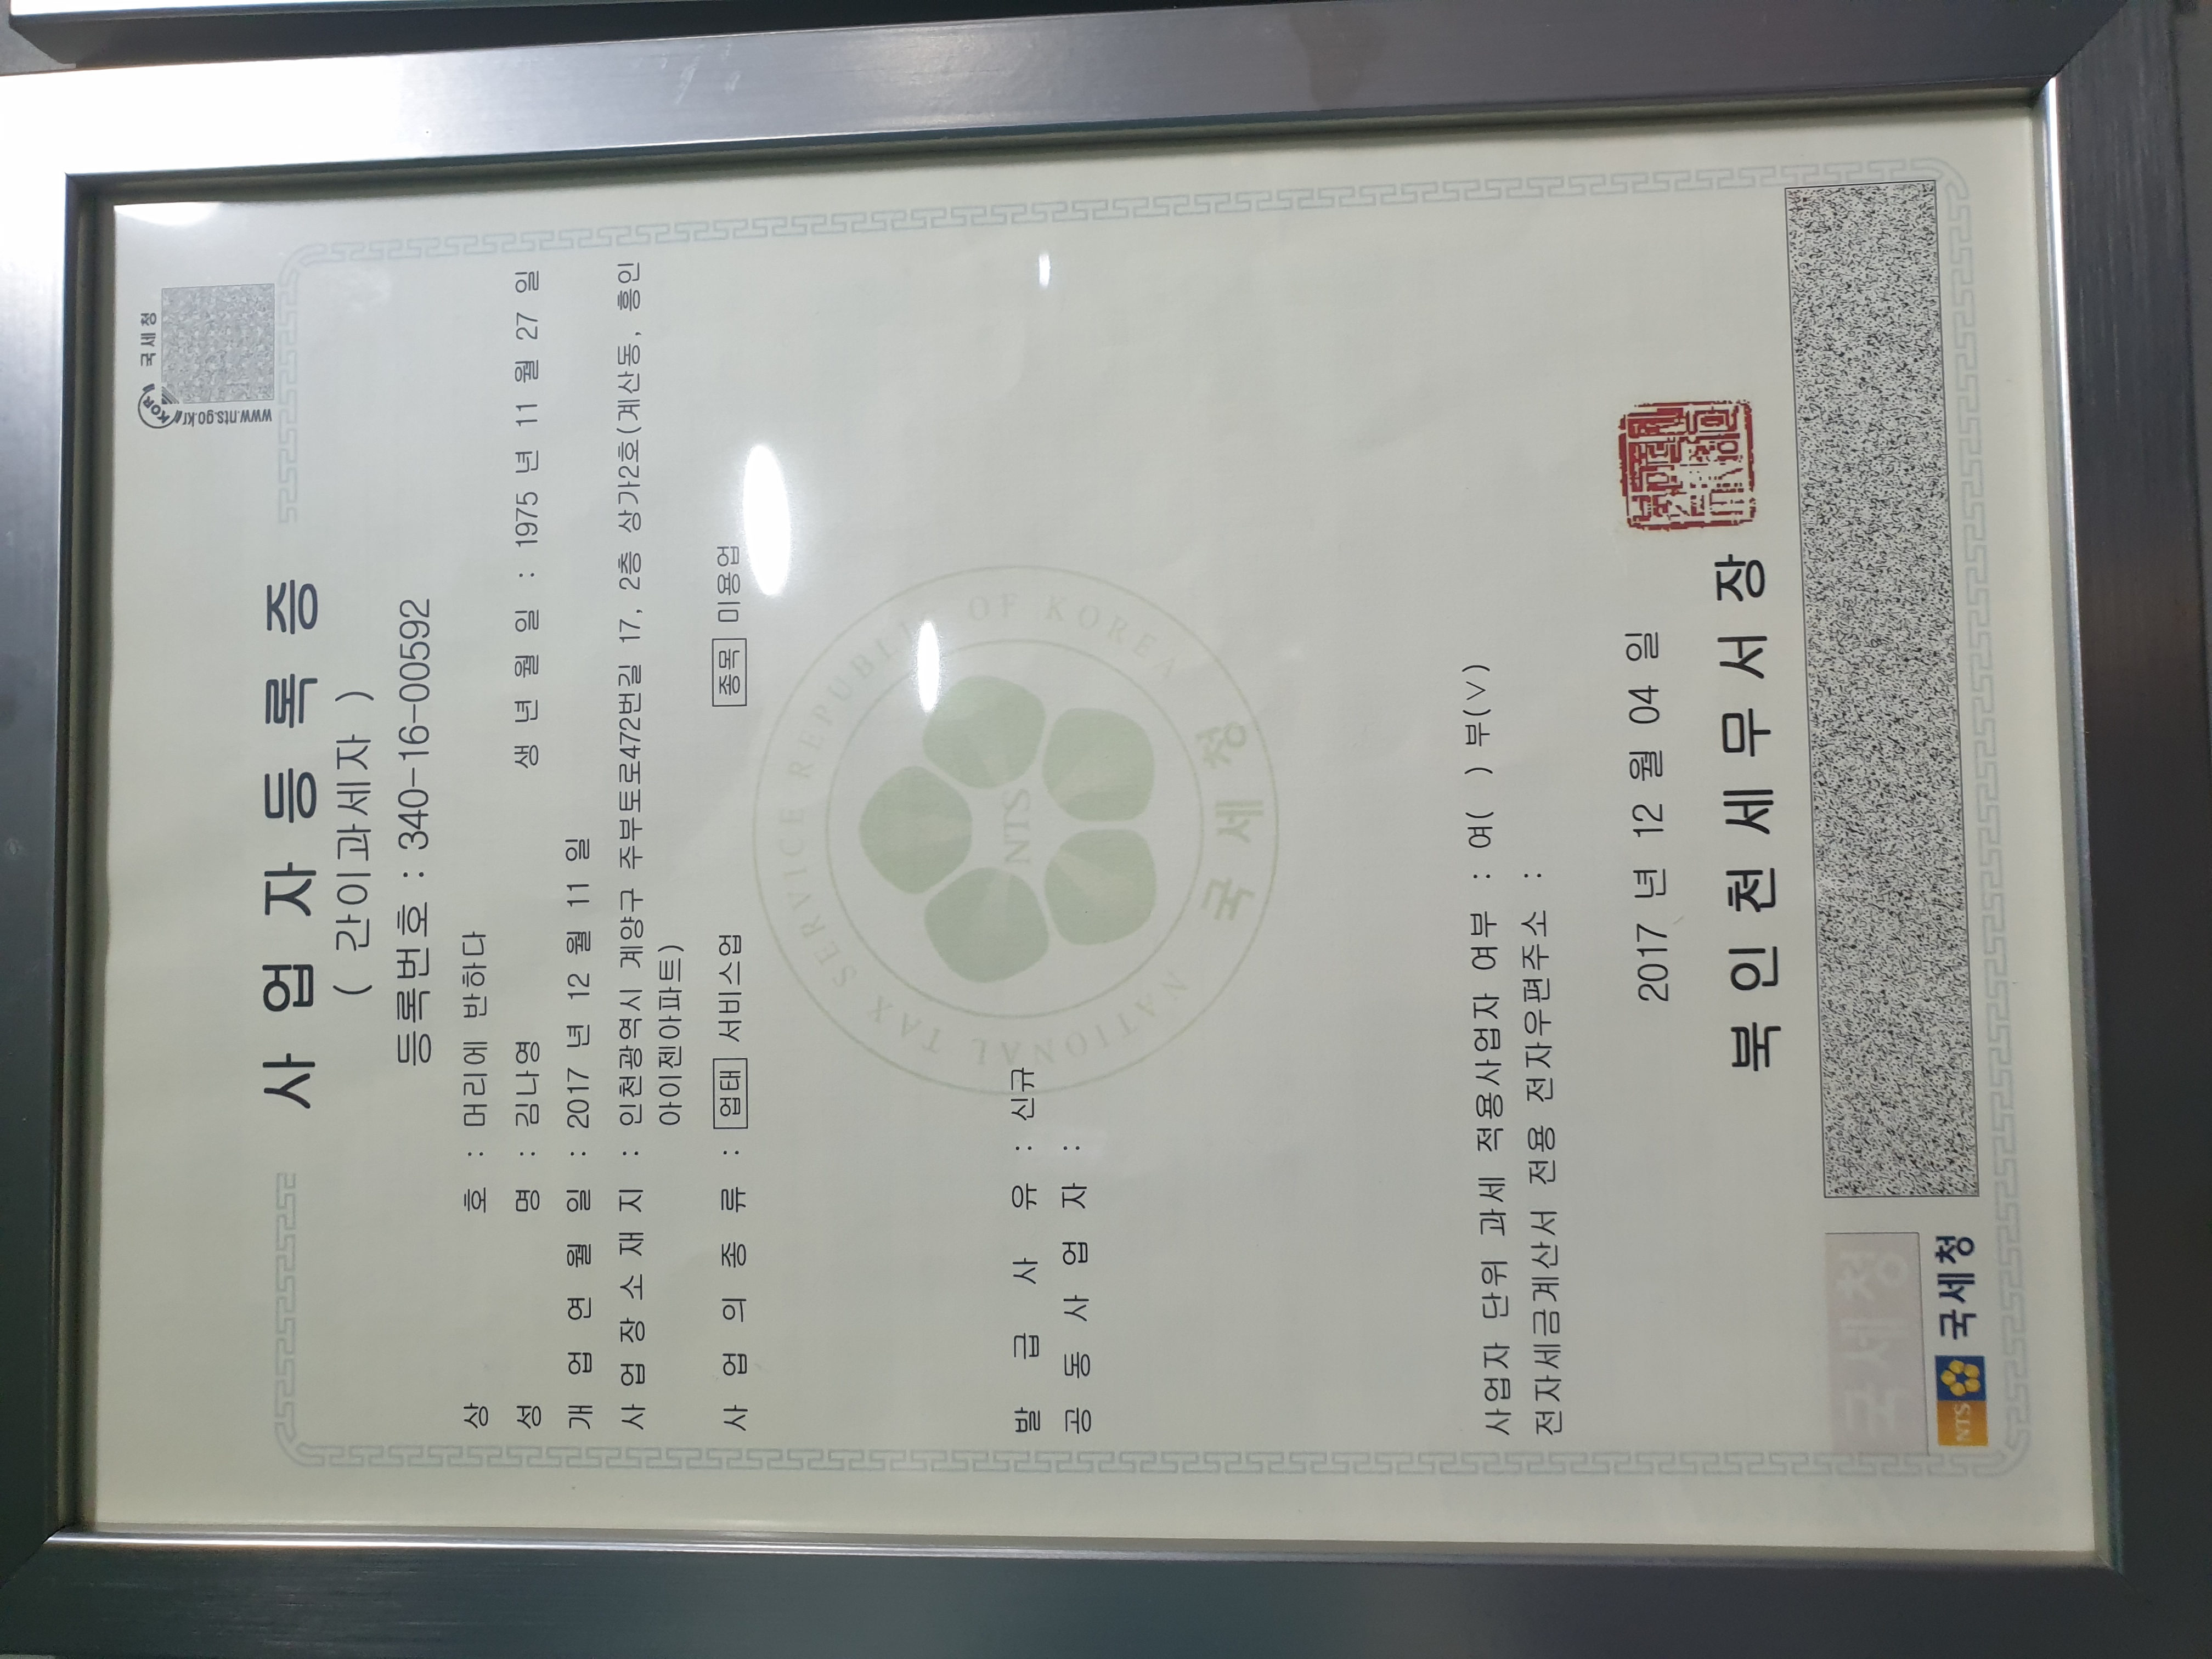 국세청
www.nts.go.kr
사업자등록증
( 간이과세자 )
등록번호 : 340-16-00592
상 호 : 머리에 반하다
성 명 : 김나영 생 년 월 일 : 1975 년 11 월 27 일
개 업 연 월 일 : 2017 년 12 월 11 일
사 업 장 소 재 지 : 인천광역시 계양구 주부토로472번길 17, 2층 상가2호(계산동, 흥인
아이젠아파트)
사 업 의 종 류 : 업태 서비스업 종목 미용업
NATIONAL TAX SERVICE REPUBLIC OF KOREA
NTS
국세청
발 급 사 유 : 신규
공 동 사 업 자 :
사업자 단위 과세 적용사업자 여부 : 여( ) 부(∨)
전자세금계산서 전용 전자우편주소 :
2017 년 12 월 04 일
북인천세무서장
국세청
NTS 국세청